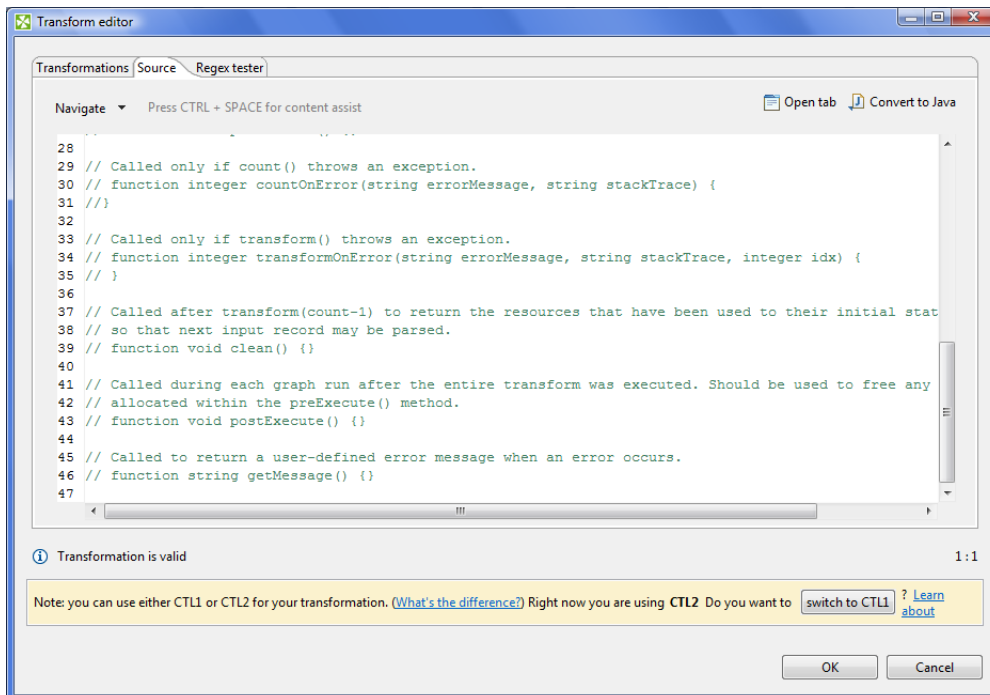 Transform editor
Transformations Source Regex tester
Navigate Press CTRL + SPACE for content assist Open tab Convert to Java
28
29 // Called only if count() throws an exception.
30 // function integer countOnError(string errorMessage, string stackTrace) {
31 //}
32
33 // Called only if transform() throws an exception.
34 // function integer transformOnError(string errorMessage, string stackTrace, integer idx) {
35 // }
36
37 // Called after transform(count-1) to return the resources that have been used to their initial stat
38 // so that next input record may be parsed.
39 // function void clean() {}
40
41 // Called during each graph run after the entire transform was executed. Should be used to free any
42 // allocated within the preExecute() method.
43 // function void postExecute() {}
44
45 // Called to return a user-defined error message when an error occurs.
46 // function string getMessage() {}
47
Transformation is valid 1:1
Note: you can use either CTL1 or CTL2 for your transformation. (What's the difference?) Right now you are using CTL2 Do you want to switch to CTL1 ? Learn
about
OK Cancel